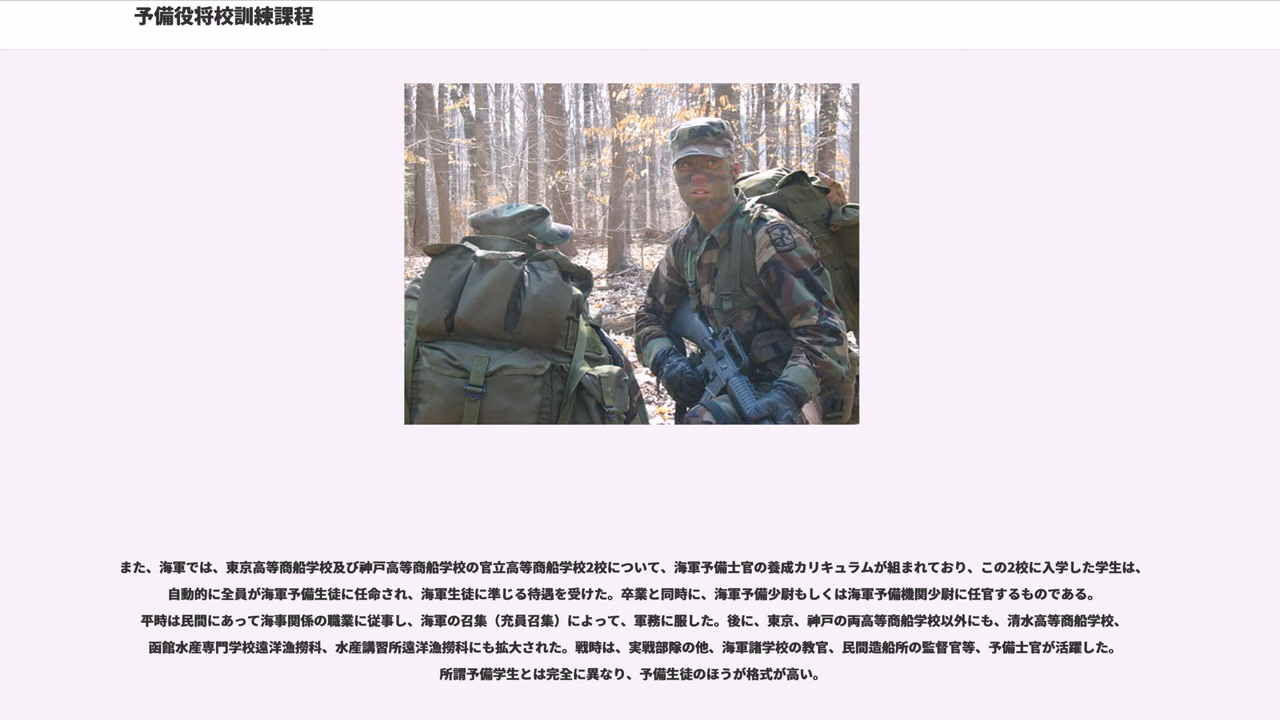 予備役将校訓練課程
また、海軍では、東京高等商船学校及び神戸高等商船学校の官立高等商船学校2校について、海軍予備士官の養成カリキュラムが組まれており、この2校に入学した学生は、
自動的に全員が海軍予備生徒に任命され、海軍生徒に準じる待遇を受けた。卒業と同時に、海軍予備少尉もしくは海軍予備機関少尉に任官するものである。
平時は民間にあって海事関係の職業に従事し、海軍の召集（充員召集）によって、軍務に服した。後に、東京、神戸の両高等商船学校以外にも、清水高等商船学校、
函館水産専門学校遠洋漁撈科、水産講習所遠洋漁撈科にも拡大された。戦時は、実戦部隊の他、海軍諸学校の教官、民間造船所の監督官等、予備士官が活躍した。
所謂予備学生とは完全に異なり、予備生徒のほうが格式が高い。